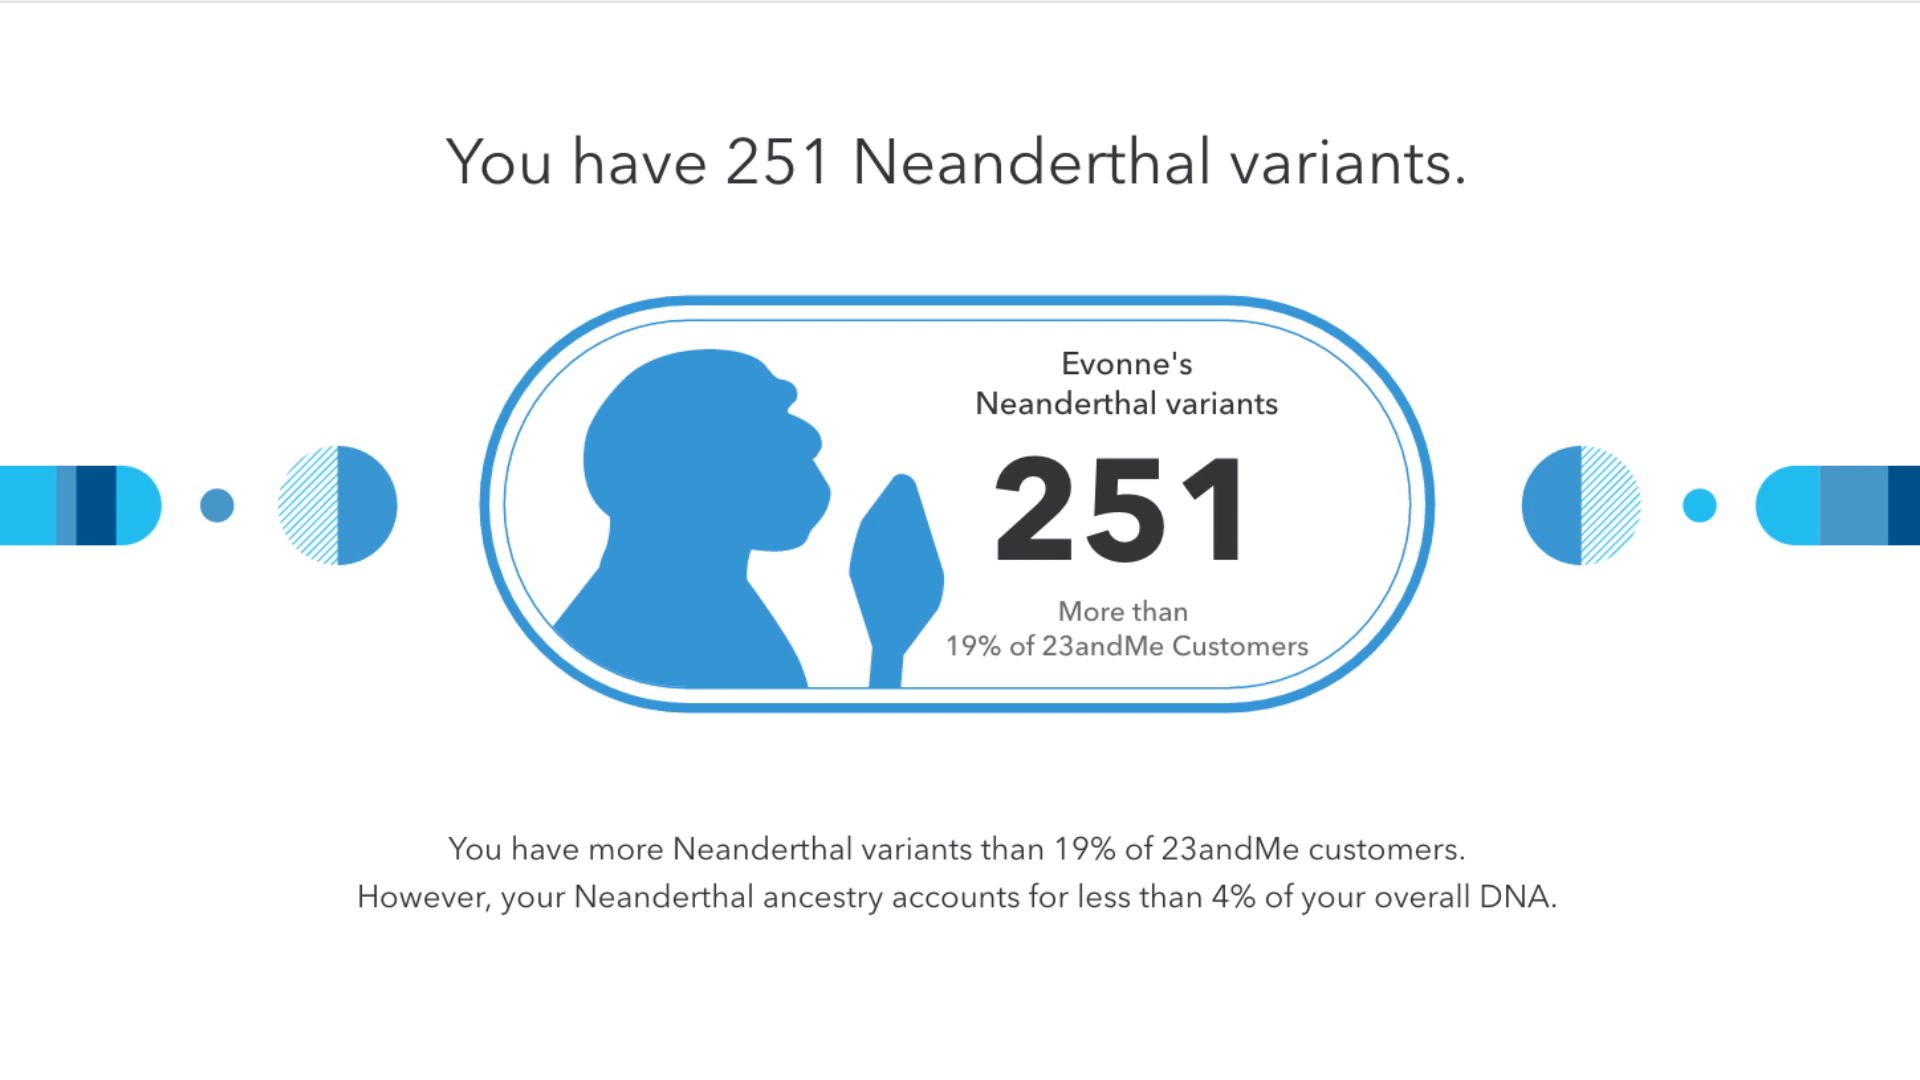 You have 251 Neanderthal variants.
Evonne's
Neanderthal variants
251
More than
19% of 23andMe Customers
You have more Neanderthal variants than 19% of 23andMe customers.
However, your Neanderthal ancestry accounts for less than 4% of your overall DNA.